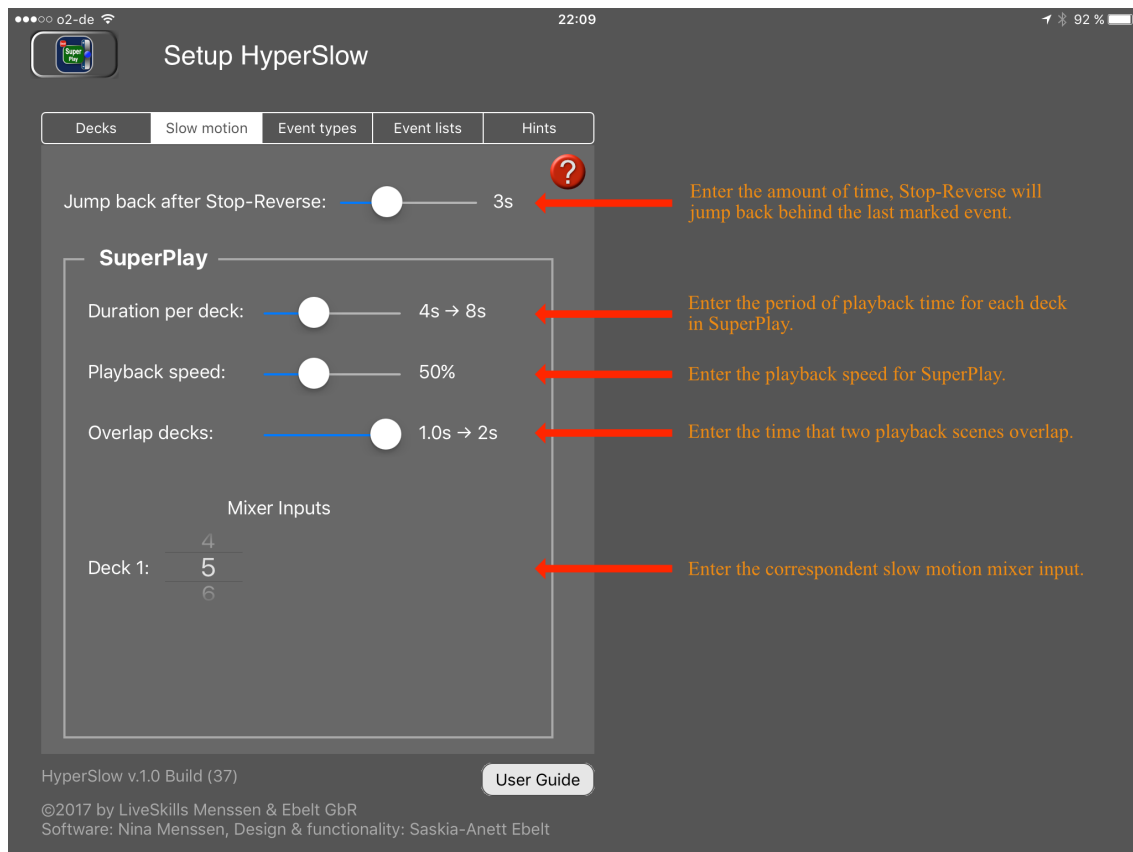 o2-de 22:09 92 %
Super
Play
Setup HyperSlow
Decks Slow motion Event types Event lists Hints
?
Jump back after Stop-Reverse: 3s
Enter the amount of time, Stop-Reverse will
jump back behind the last marked event.
SuperPlay
Duration per deck: 4s → 8s
Enter the period of playback time for each deck
in SuperPlay.
Playback speed: 50%
Enter the playback speed for SuperPlay.
Overlap decks: 1.0s → 2s
Enter the time that two playback scenes overlap.
Mixer Inputs
4
Deck 1: 5
Enter the correspondent slow motion mixer input.
6
HyperSlow v.1.0 Build (37)
User Guide
©2017 by LiveSkills Menssen & Ebelt GbR
Software: Nina Menssen, Design & functionality: Saskia-Anett Ebelt